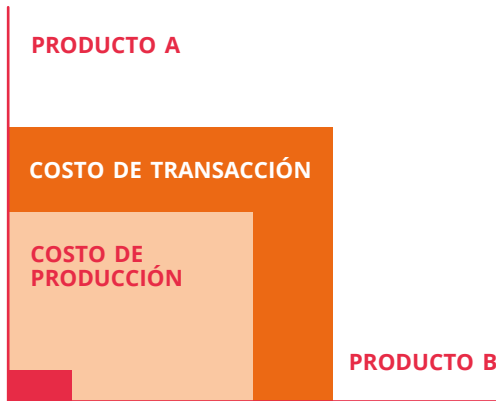 PRODUCTO A
COSTO DE TRANSACCIÓN
COSTO DE
PRODUCCIÓN
PRODUCTO B